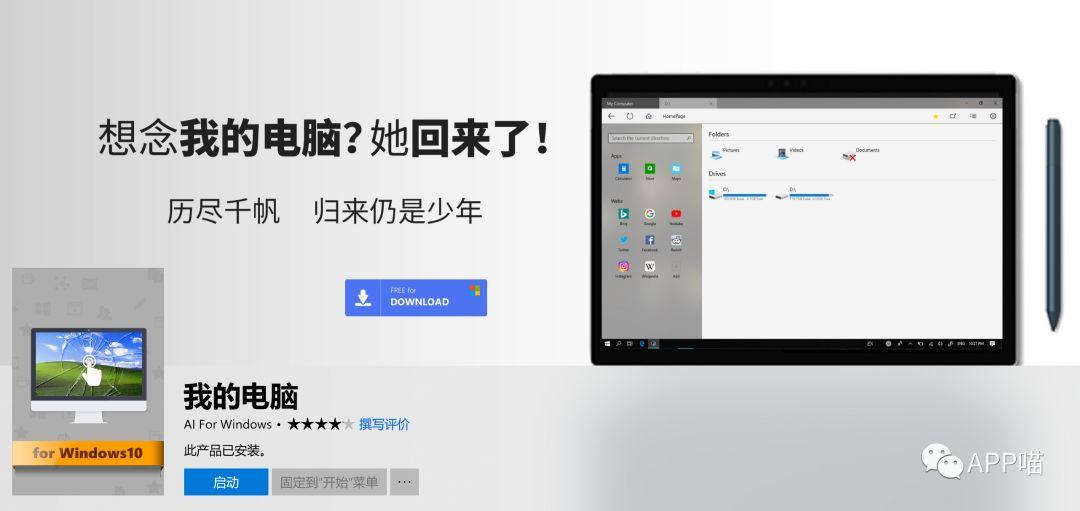 想念我的电脑？她回来了！
历尽千帆 归来仍是少年
FREE for
DOWNLOAD
for Windows10
我的电脑
AI For Windows • ★★★★★ 撰写评价
此产品已安装。
启动
固定到"开始"菜单
...
My Computer
D:\
HomePage
Search the current directory
Apps
Calculator
Store
Maps
Webs
Bing
Google
Youtube
Twitter
Facebook
Reddit
Instagram
Wikipedia
Add
Folders
Pictures
Videos
Documents
Drives
C:\
D:\
ENG
10:27 PM
APP喵